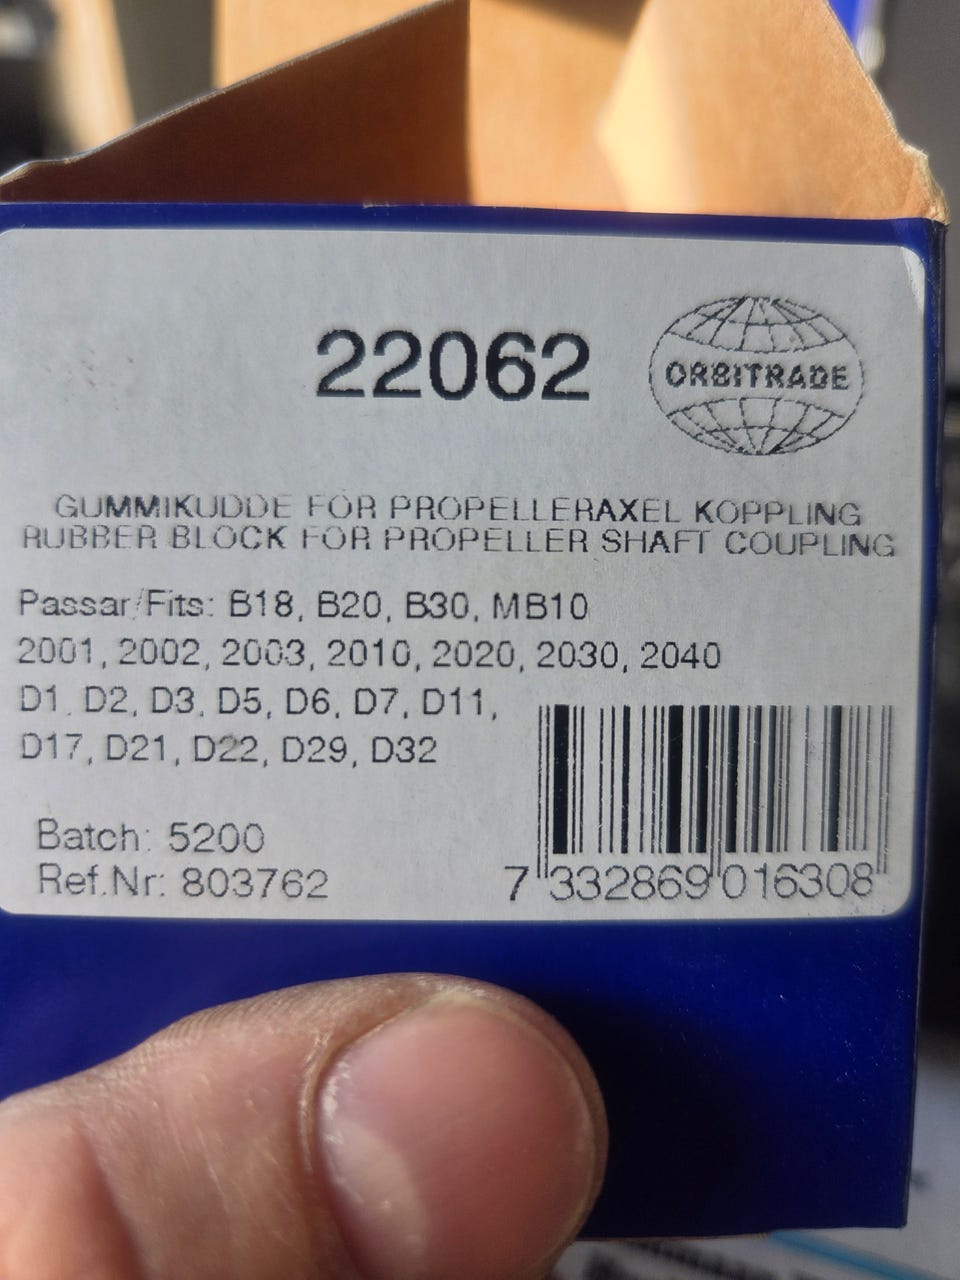 22062
ORBITRADE
GUMMIKUDDE FÖR PROPELLERAXEL KOPPLING
RUBBER BLOCK FOR PROPELLER SHAFT COUPLING
Passar/Fits: B18, B20, B30, MB10
2001, 2002, 2003, 2010, 2020, 2030, 2040
D1, D2, D3, D5, D6, D7, D11,
D17, D21, D22, D29, D32
Batch: 5200
Ref.Nr: 803762
7 332869 016308